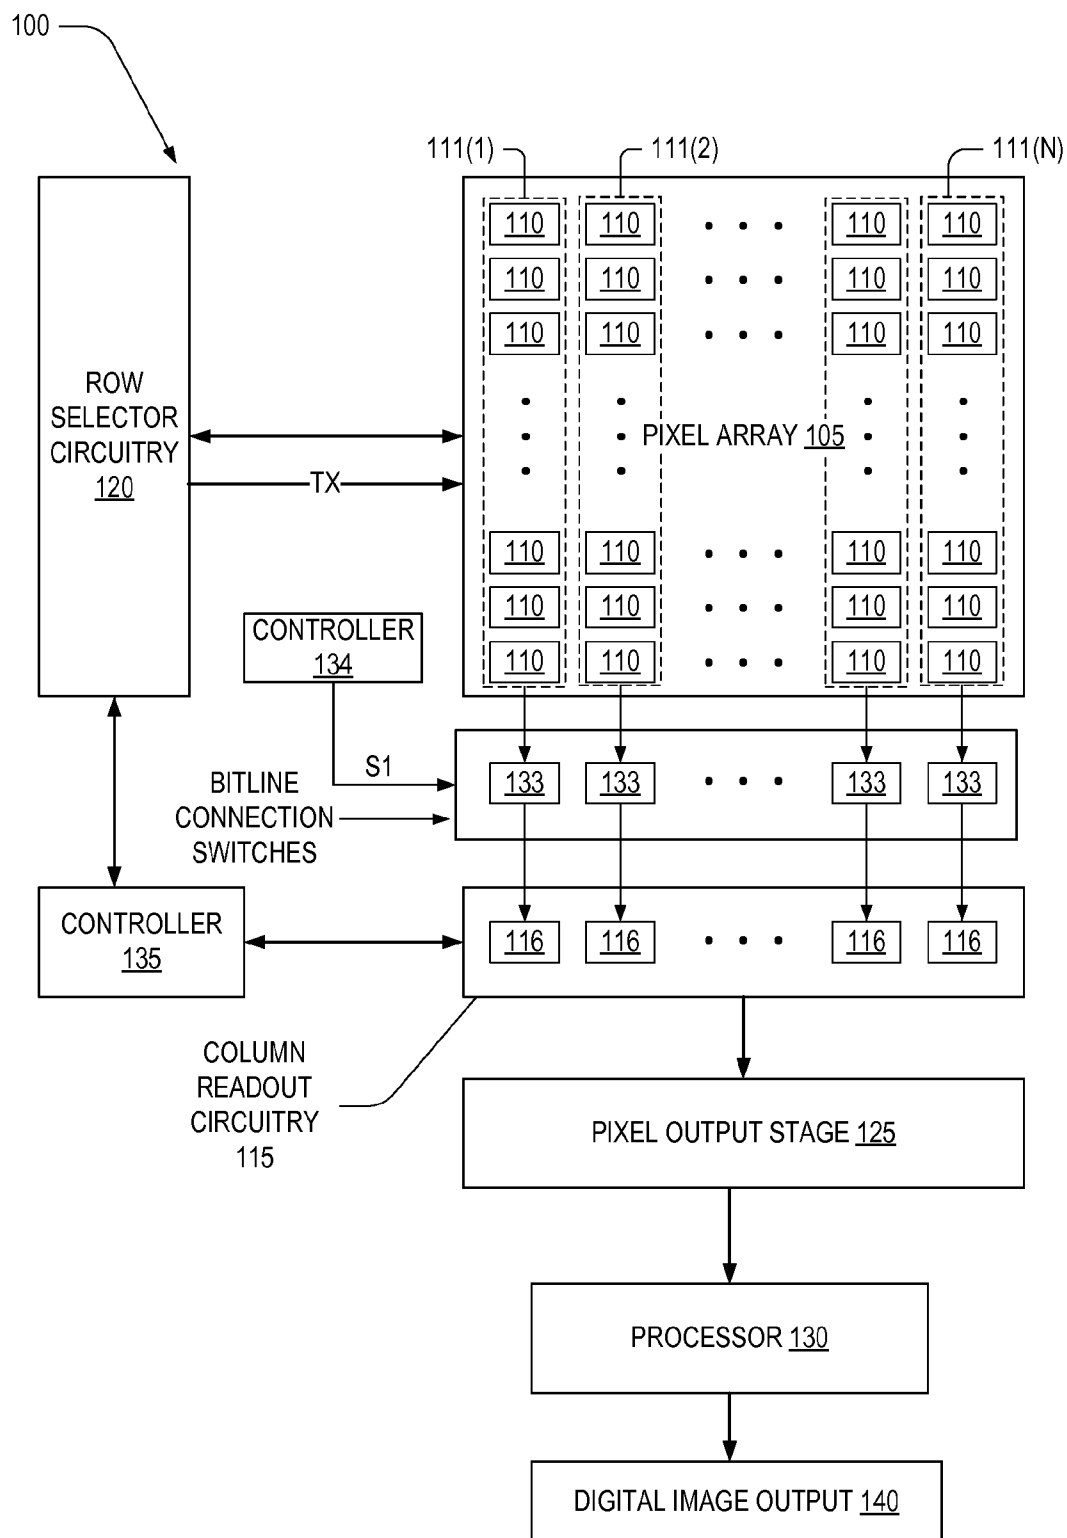 100
111(1) 111(2) 111(N)
110 110 110 110
110 110 110 110
110 110 110 110
ROW
SELECTOR
CIRCUITRY
120
PIXEL ARRAY 105
TX
110 110 110 110
110 110 110 110
110 110 110 110
CONTROLLER
134
S1
133 133 133 133
BITLINE
CONNECTION
SWITCHES
CONTROLLER
135
116 116 116 116
COLUMN
READOUT
CIRCUITRY
115
PIXEL OUTPUT STAGE 125
PROCESSOR 130
DIGITAL IMAGE OUTPUT 140